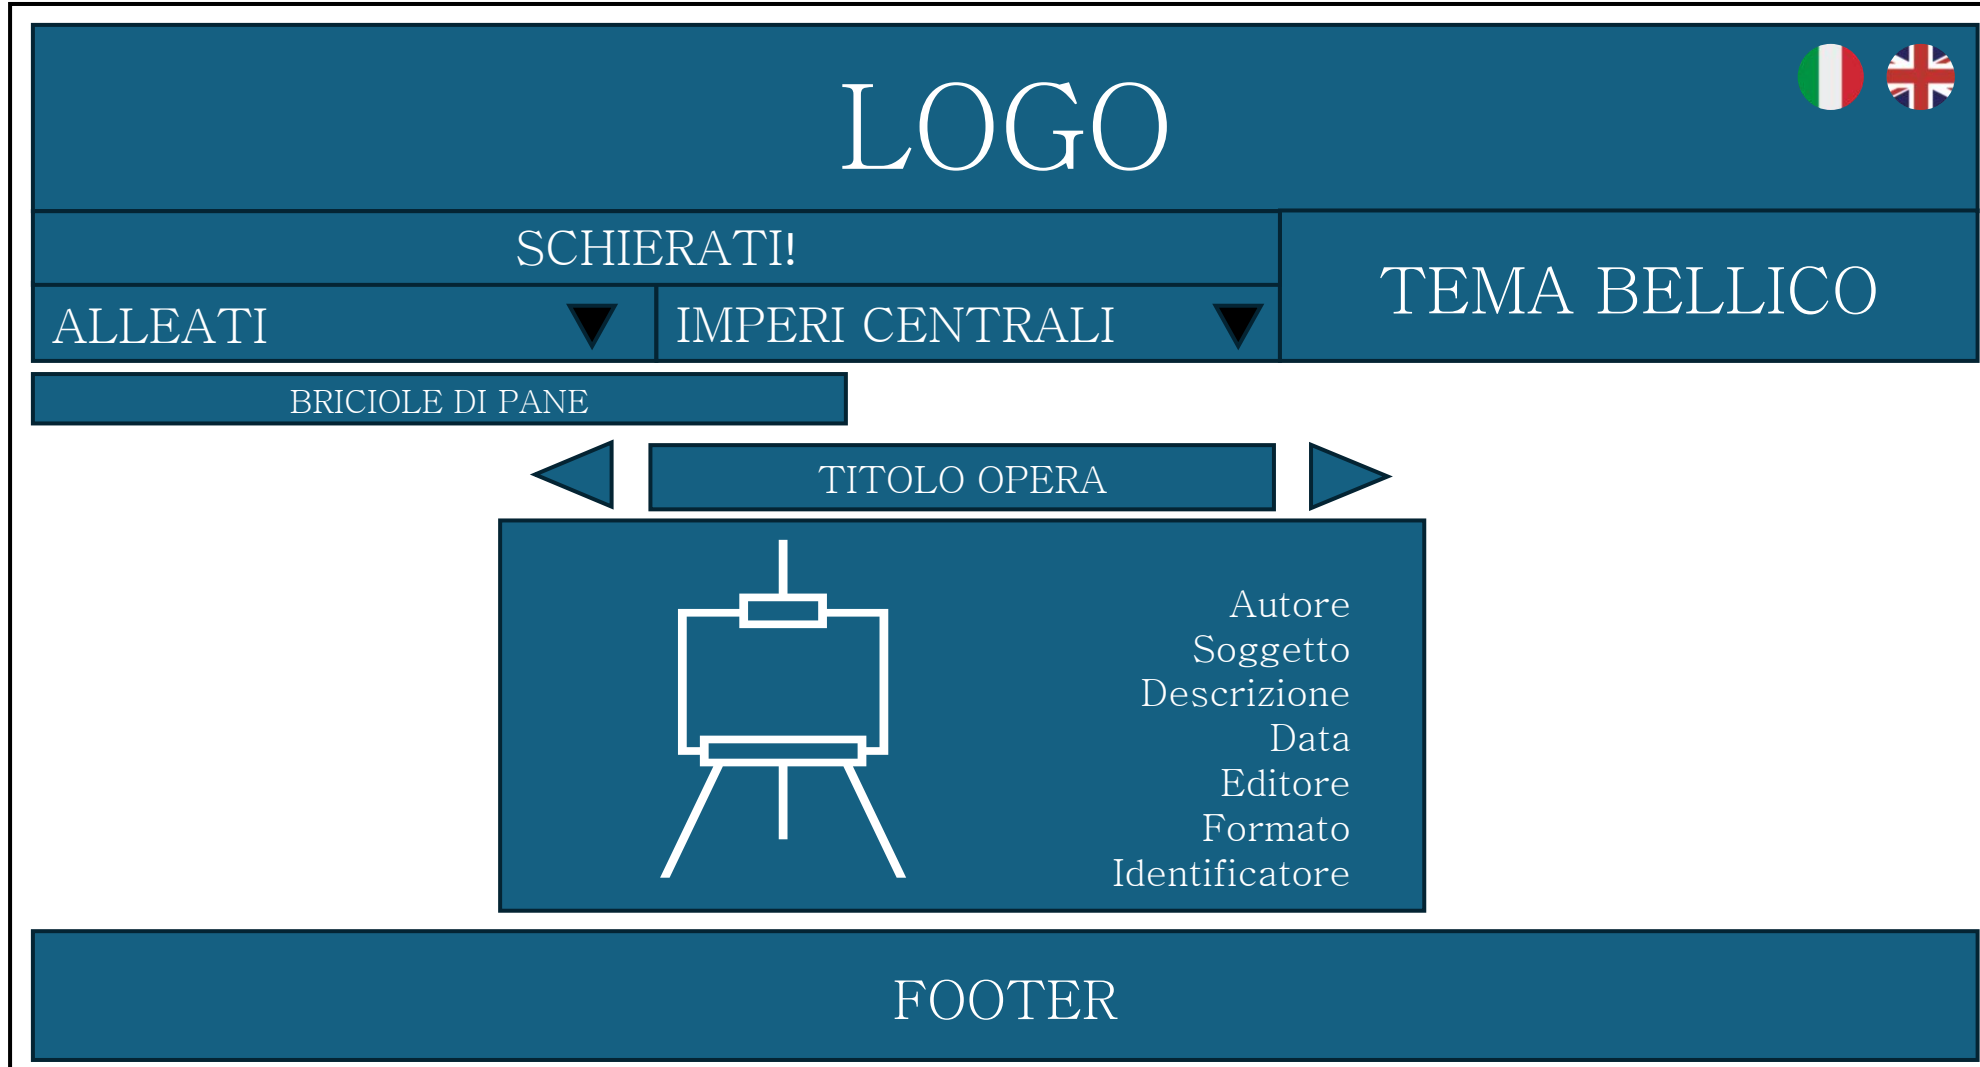 LOGO
SCHIERATI!
TEMA BELLICO
ALLEATI
IMPERI CENTRALI
BRICIOLE DI PANE
TITOLO OPERA
Autore
Soggetto
Descrizione
Data
Editore
Formato
Identificatore
FOOTER